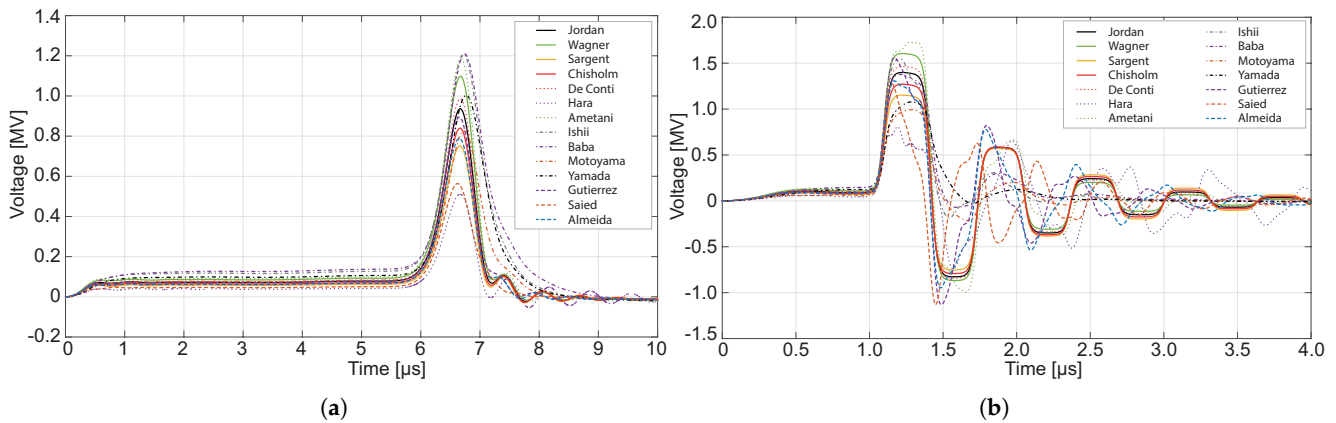 1.4
1.2
1.0
0.8
0.6
0.4
0.2
0
-0.2
Voltage [MV]
0 1 2 3 4 5 6 7 8 9 10
Time [μs]
Jordan
Wagner
Sargent
Chisholm
De Conti
Hara
Ametani
Ishii
Baba
Motoyama
Yamada
Gutierrez
Saied
Almeida
(a)
2.0
1.5
1.0
0.5
0
-0.5
-1.0
-1.5
Voltage [MV]
0 0.5 1.0 1.5 2.0 2.5 3.0 3.5 4.0
Time [μs]
Jordan
Wagner
Sargent
Chisholm
De Conti
Hara
Ametani
Ishii
Baba
Motoyama
Yamada
Gutierrez
Saied
Almeida
(b)